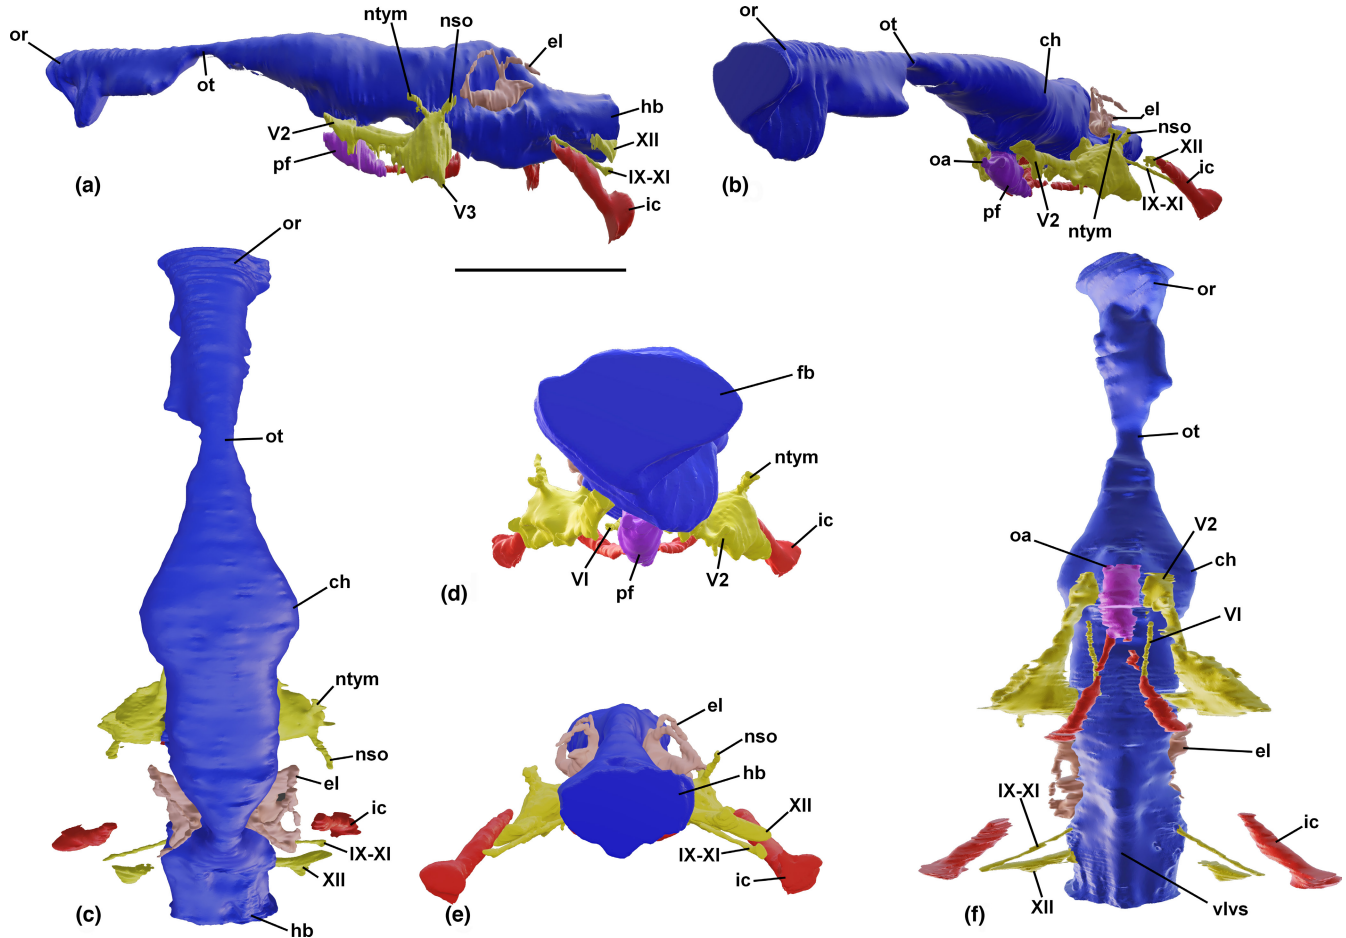 or
ot
ntym
nso
el
hb
XII
IX-XI
ic
V3
V2
pf
(a)
or
ot
ch
el
nso
XII
ic
IX-XI
ntym
V2
pf
oa
(b)
or
ot
ch
ntym
nso
el
ic
IX-XI
XII
hb
(c)
fb
ntym
ic
V2
pf
VI
(d)
el
nso
hb
XII
IX-XI
ic
(e)
or
ot
V2
oa
ch
VI
el
IX-XI
ic
XII
vlvs
(f)